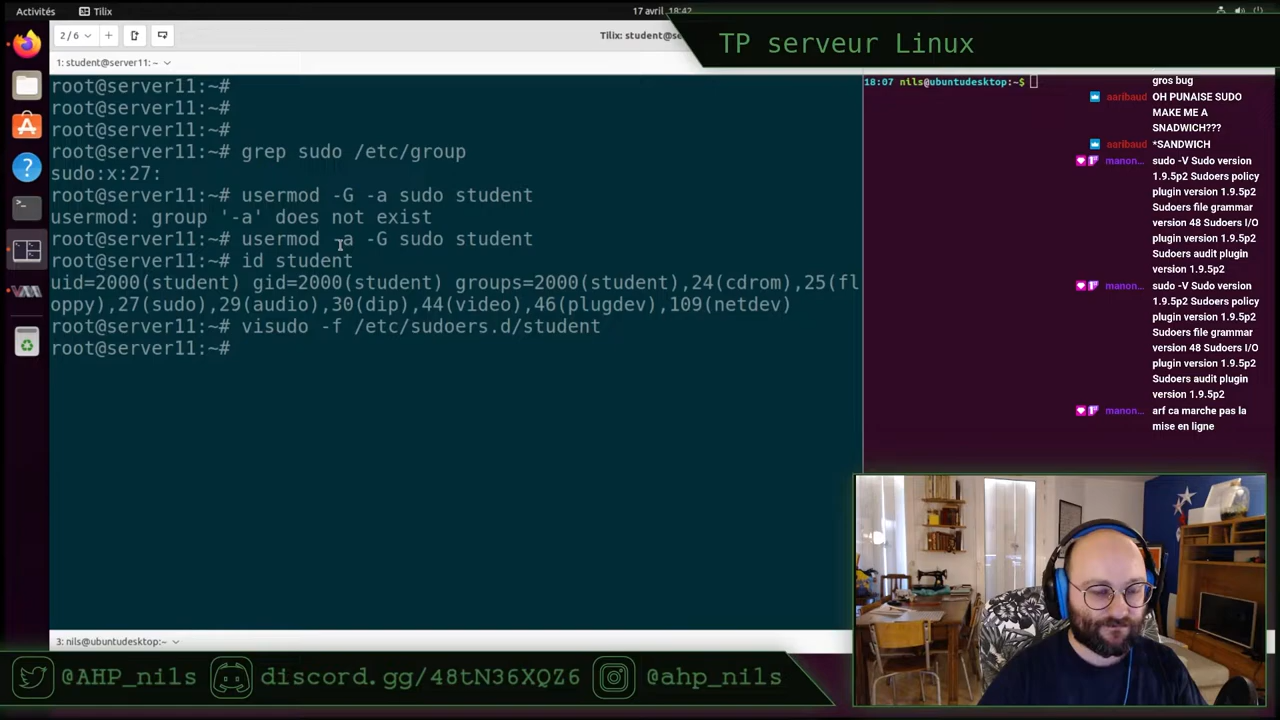 Activités
Tilix
17 avril 18:42
2/6
Tilix: student@se
TP serveur Linux
1: student@server11: ~
root@server11:~#
root@server11:~#
root@server11:~#
root@server11:~# grep sudo /etc/group
sudo:x:27:
root@server11:~# usermod -G -a sudo student
usermod: group '-a' does not exist
root@server11:~# usermod -a -G sudo student
root@server11:~# id student
uid=2000(student) gid=2000(student) groups=2000(student),24(cdrom),25(fl
oppy),27(sudo),29(audio),30(dip),44(video),46(plugdev),109(netdev)
root@server11:~# visudo -f /etc/sudoers.d/student
root@server11:~#
18:07 nils@ubuntudesktop:~$
gros bug
aaribaud OH PUNAISE SUDO
MAKE ME A
SNADWICH???
aaribaud *SANDWICH
manon... sudo -V Sudo version
1.9.5p2 Sudoers policy
plugin version 1.9.5p2
Sudoers file grammar
version 48 Sudoers I/O
plugin version 1.9.5p2
Sudoers audit plugin
version 1.9.5p2
manon... sudo -V Sudo version
1.9.5p2 Sudoers policy
plugin version 1.9.5p2
Sudoers file grammar
version 48 Sudoers I/O
plugin version 1.9.5p2
Sudoers audit plugin
version 1.9.5p2
manon... arf ca marche pas la
mise en ligne
3: nils@ubuntudesktop:~
@AHP_nils
discord.gg/48tN36XQZ6
@ahp_nils